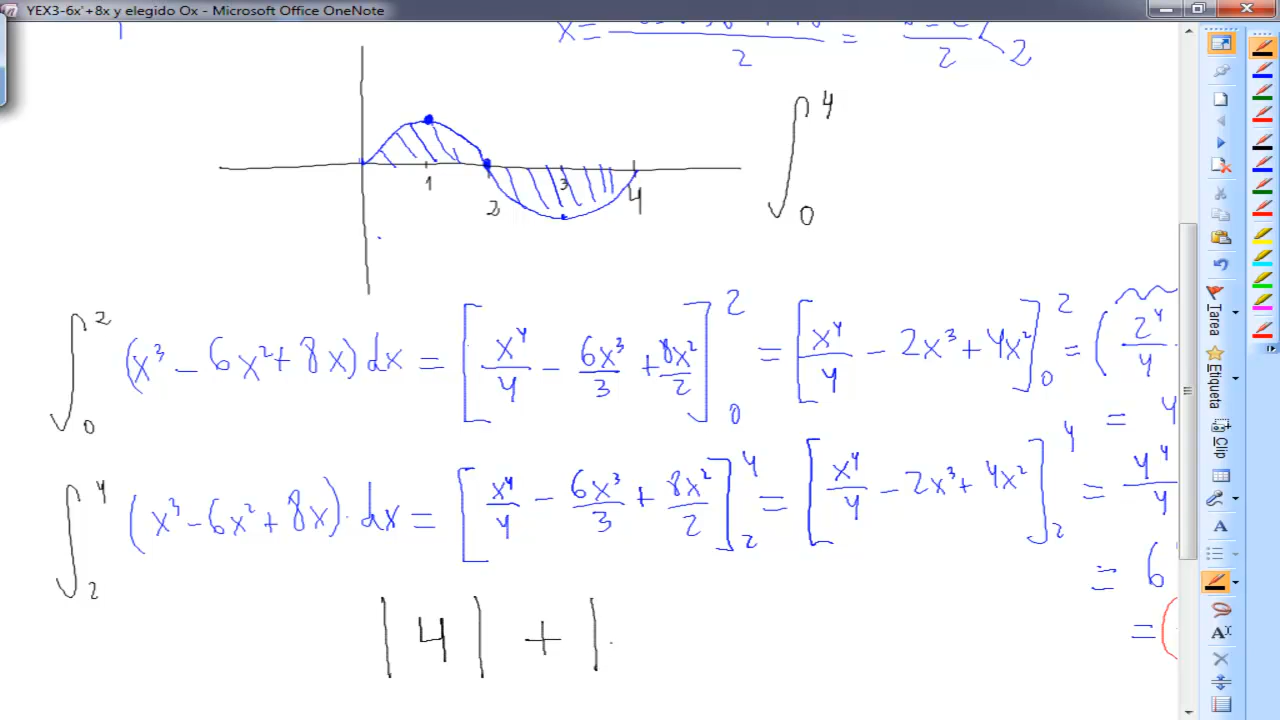 YEX3-6x'+8x y elegido Ox - Microsoft Office OneNote
x= 2 = 2 2
1 2 3 4
∫₀⁴
∫₀² (x³ - 6x² + 8x) dx = [x⁴/4 - 6x³/3 + 8x²/2]₀² = [x⁴/4 - 2x³ + 4x²]₀² = (2⁴/4
= 4
∫₂⁴ (x³ - 6x² + 8x)·dx = [x⁴/4 - 6x³/3 + 8x²/2]₂⁴ = [x⁴/4 - 2x³ + 4x²]₂⁴ = 4⁴/4
= 6
=
|4| + |
Tarea
Etiqueta
Clip
A